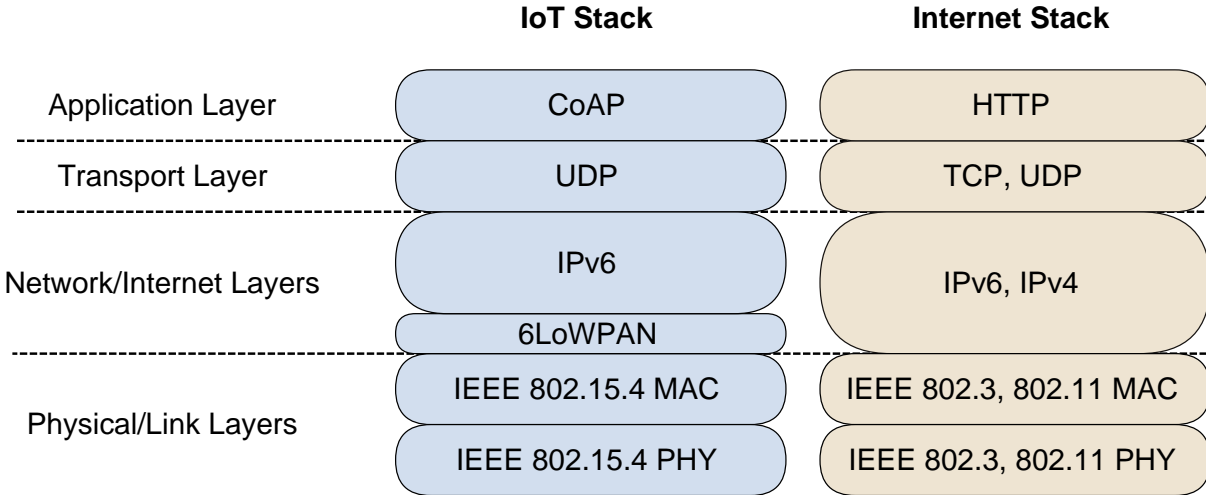 IoT Stack
Internet Stack
Application Layer
CoAP
HTTP
Transport Layer
UDP
TCP, UDP
Network/Internet Layers
IPv6
IPv6, IPv4
6LoWPAN
Physical/Link Layers
IEEE 802.15.4 MAC
IEEE 802.3, 802.11 MAC
IEEE 802.15.4 PHY
IEEE 802.3, 802.11 PHY